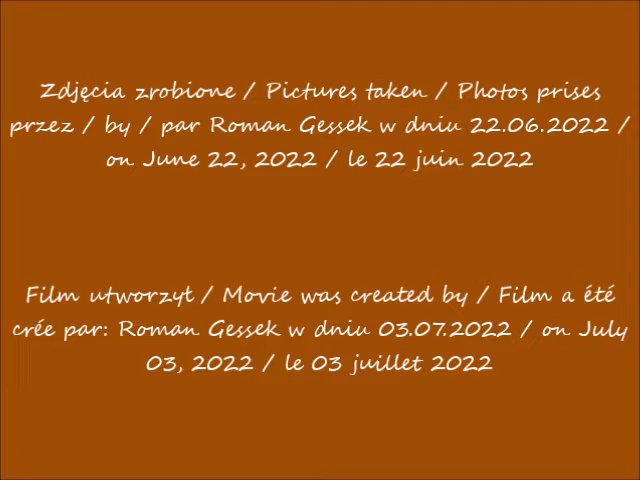 Zdjęcia zrobione / Pictures taken / Photos prises
przez / by / par Roman Gessek w dniu 22.06.2022 /
on June 22, 2022 / le 22 juin 2022
Film utworzył / Movie was created by / Film a été
crée par: Roman Gessek w dniu 03.07.2022 / on July
03, 2022 / le 03 juillet 2022